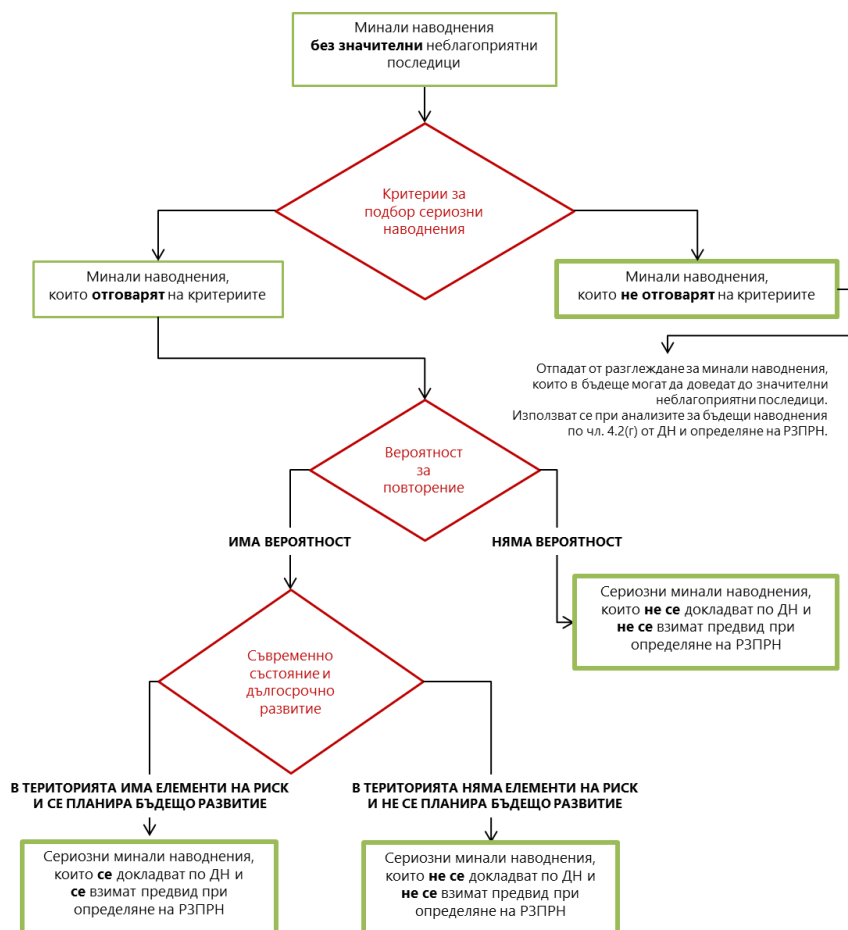 Минали наводнения
без значителни неблагоприятни
последици
Критерии за
подбор сериозни
наводнения
Минали наводнения,
които отговарят на критериите
Минали наводнения,
които не отговарят на критериите
Отпадат от разглеждане за минали наводнения,
които в бъдеще могат да доведат до значителни
неблагоприятни последици.
Използват се при анализите за бъдещи наводнения
по чл. 4.2(г) от ДН и определяне на РЗПРН.
Вероятност
за
повторение
ИМА ВЕРОЯТНОСТ
НЯМА ВЕРОЯТНОСТ
Сериозни минали наводнения,
които не се докладват по ДН и
не се взимат предвид при
определяне на РЗПРН
Съвременно
състояние и
дългосрочно
развитие
В ТЕРИТОРИЯТА ИМА ЕЛЕМЕНТИ НА РИСК
И СЕ ПЛАНИРА БЪДЕЩО РАЗВИТИЕ
В ТЕРИТОРИЯТА НЯМА ЕЛЕМЕНТИ НА РИСК
И НЕ СЕ ПЛАНИРА БЪДЕЩО РАЗВИТИЕ
Сериозни минали наводнения,
които се докладват по ДН и
се взимат предвид при
определяне на РЗПРН
Сериозни минали наводнения,
които не се докладват по ДН и
не се взимат предвид при
определяне на РЗПРН